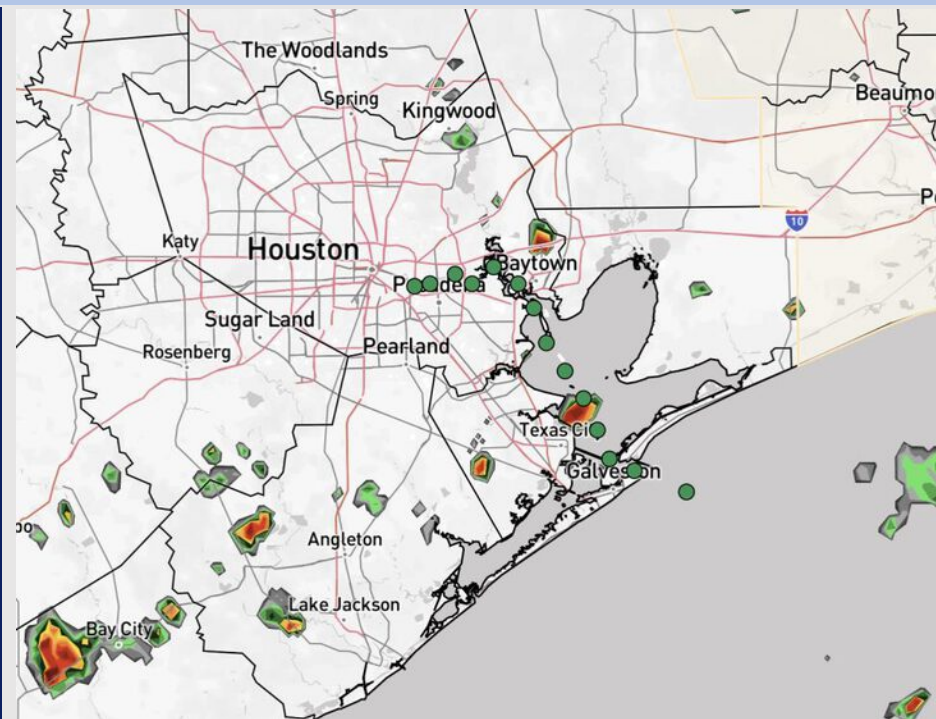 The Woodlands
Spring
Kingwood
Beaumo
Katy
Houston
Baytown
10
Sugar Land
Rosenberg
Pearland
Texas Ci
Galveston
Angleton
Lake Jackson
Bay City